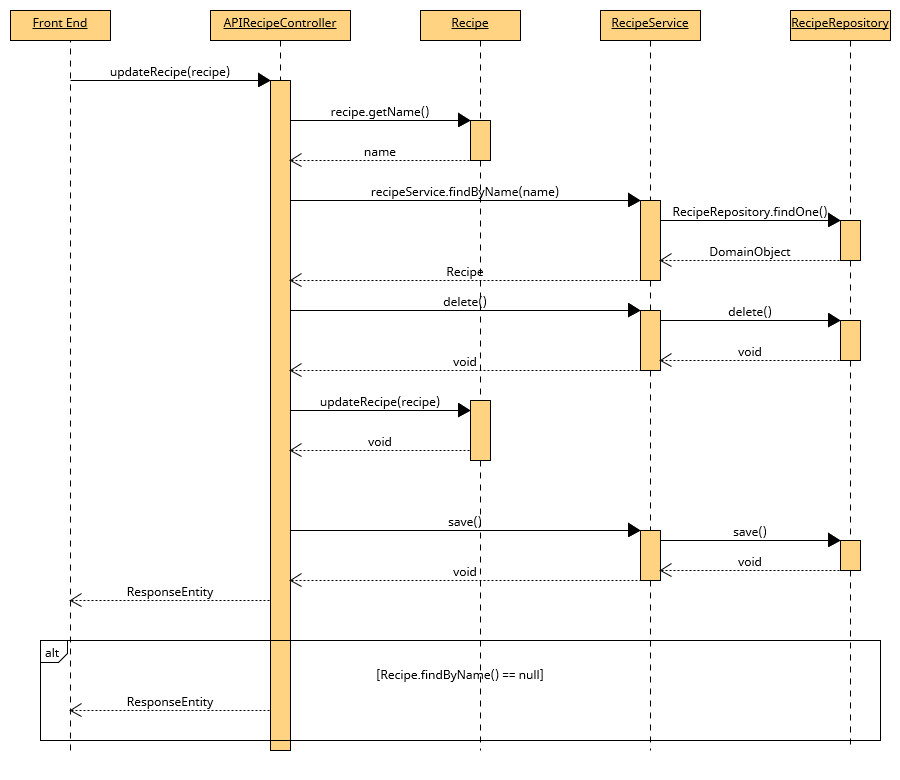 Front End
APIRecipeController
Recipe
RecipeService
RecipeRepository
updateRecipe(recipe)
recipe.getName()
name
recipeService.findByName(name)
RecipeRepository.findOne()
DomainObject
Recipe
delete()
delete()
void
void
updateRecipe(recipe)
void
save()
save()
void
void
ResponseEntity
alt
[Recipe.findByName() == null]
ResponseEntity